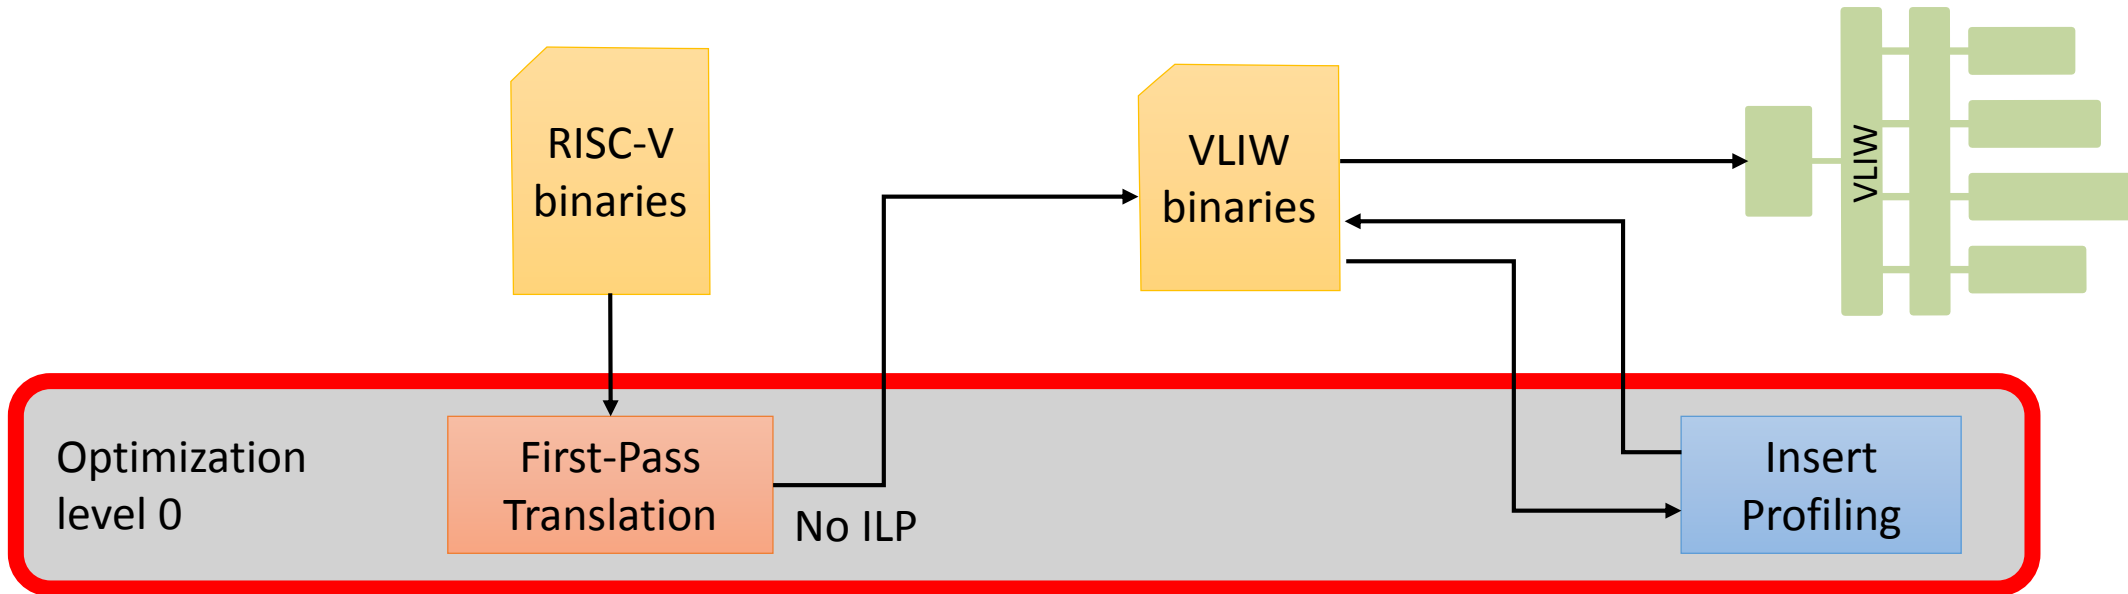 RISC-V
binaries
VLIW
binaries
VLIW
Optimization
level 0
First-Pass
Translation
No ILP
Insert
Profiling